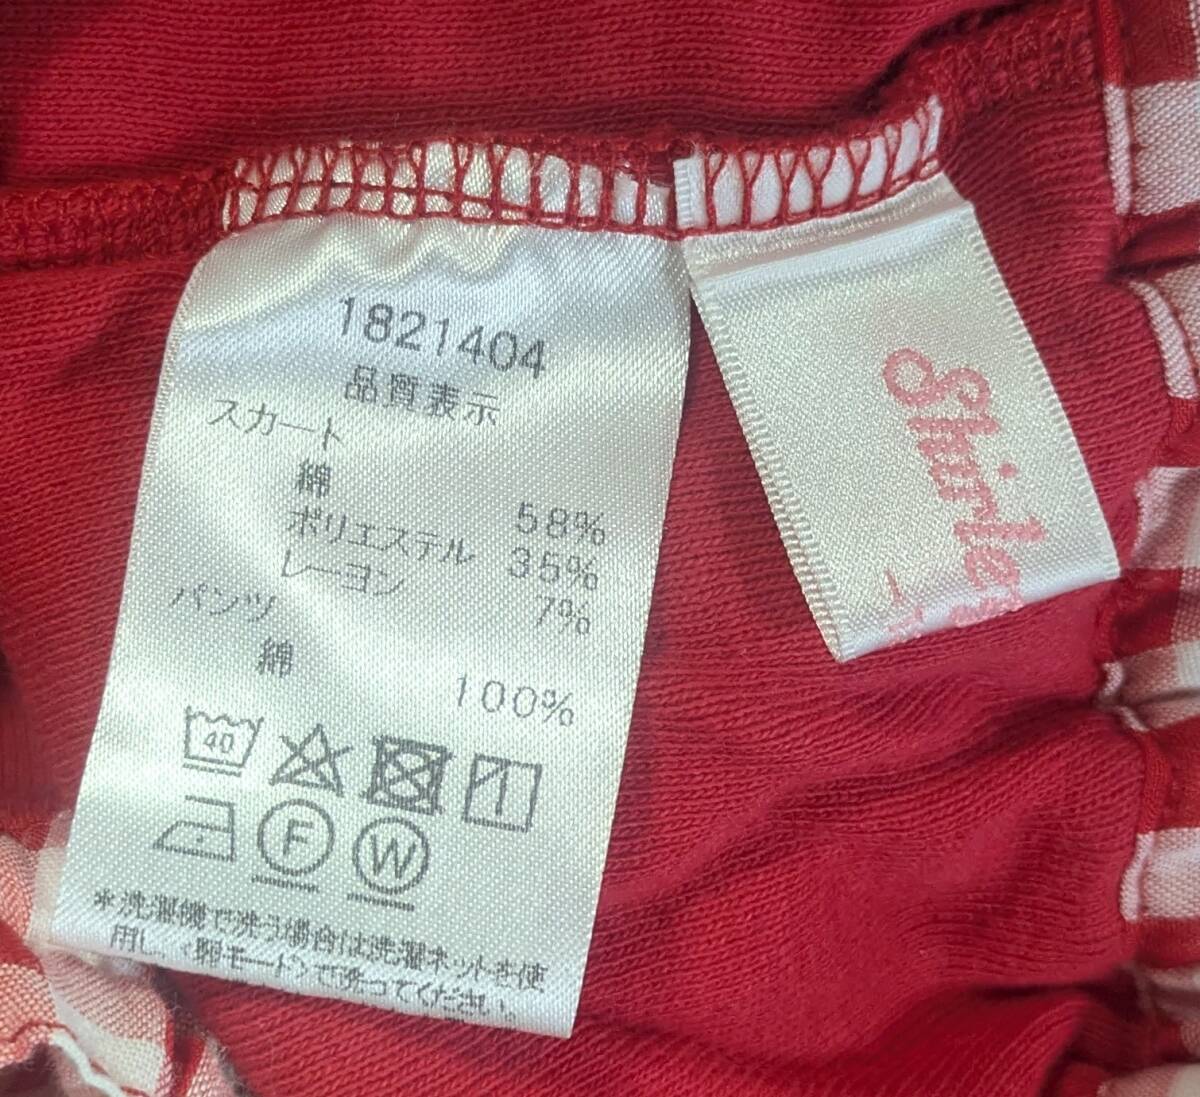 1821404
品質表示
スカート
綿 58%
ポリエステル 35%
レーヨン 7%
パンツ
綿 100%
40
F W
*洗濯機で洗う場合は洗濯ネットを使
用し、〈弱モード〉で洗ってください。